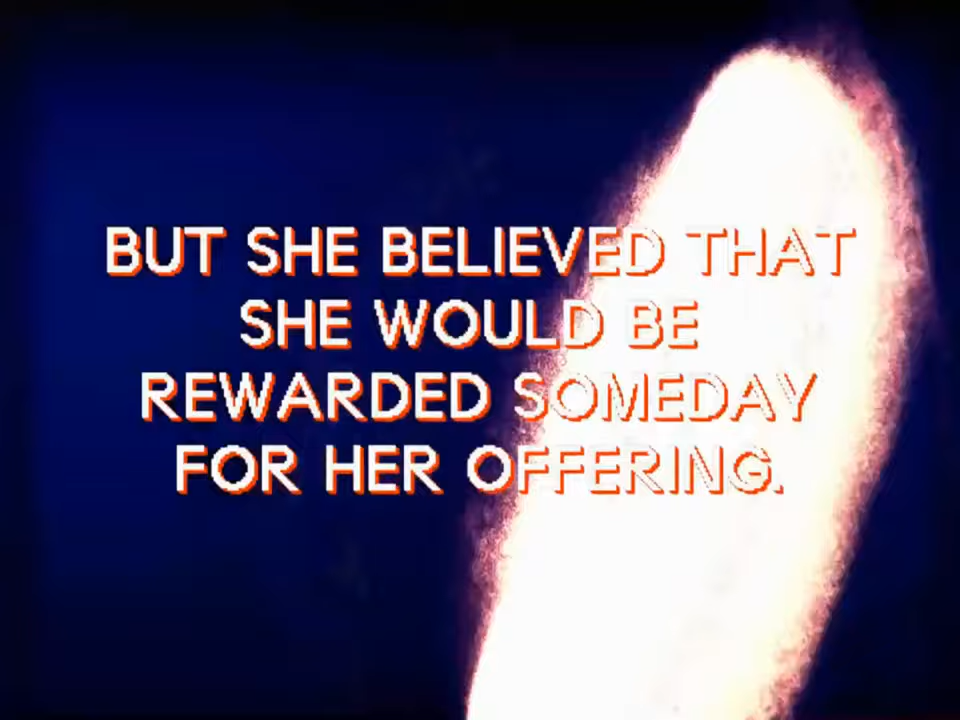 BUT SHE BELIEVED THAT
SHE WOULD BE
REWARDED SOMEDAY
FOR HER OFFERING.